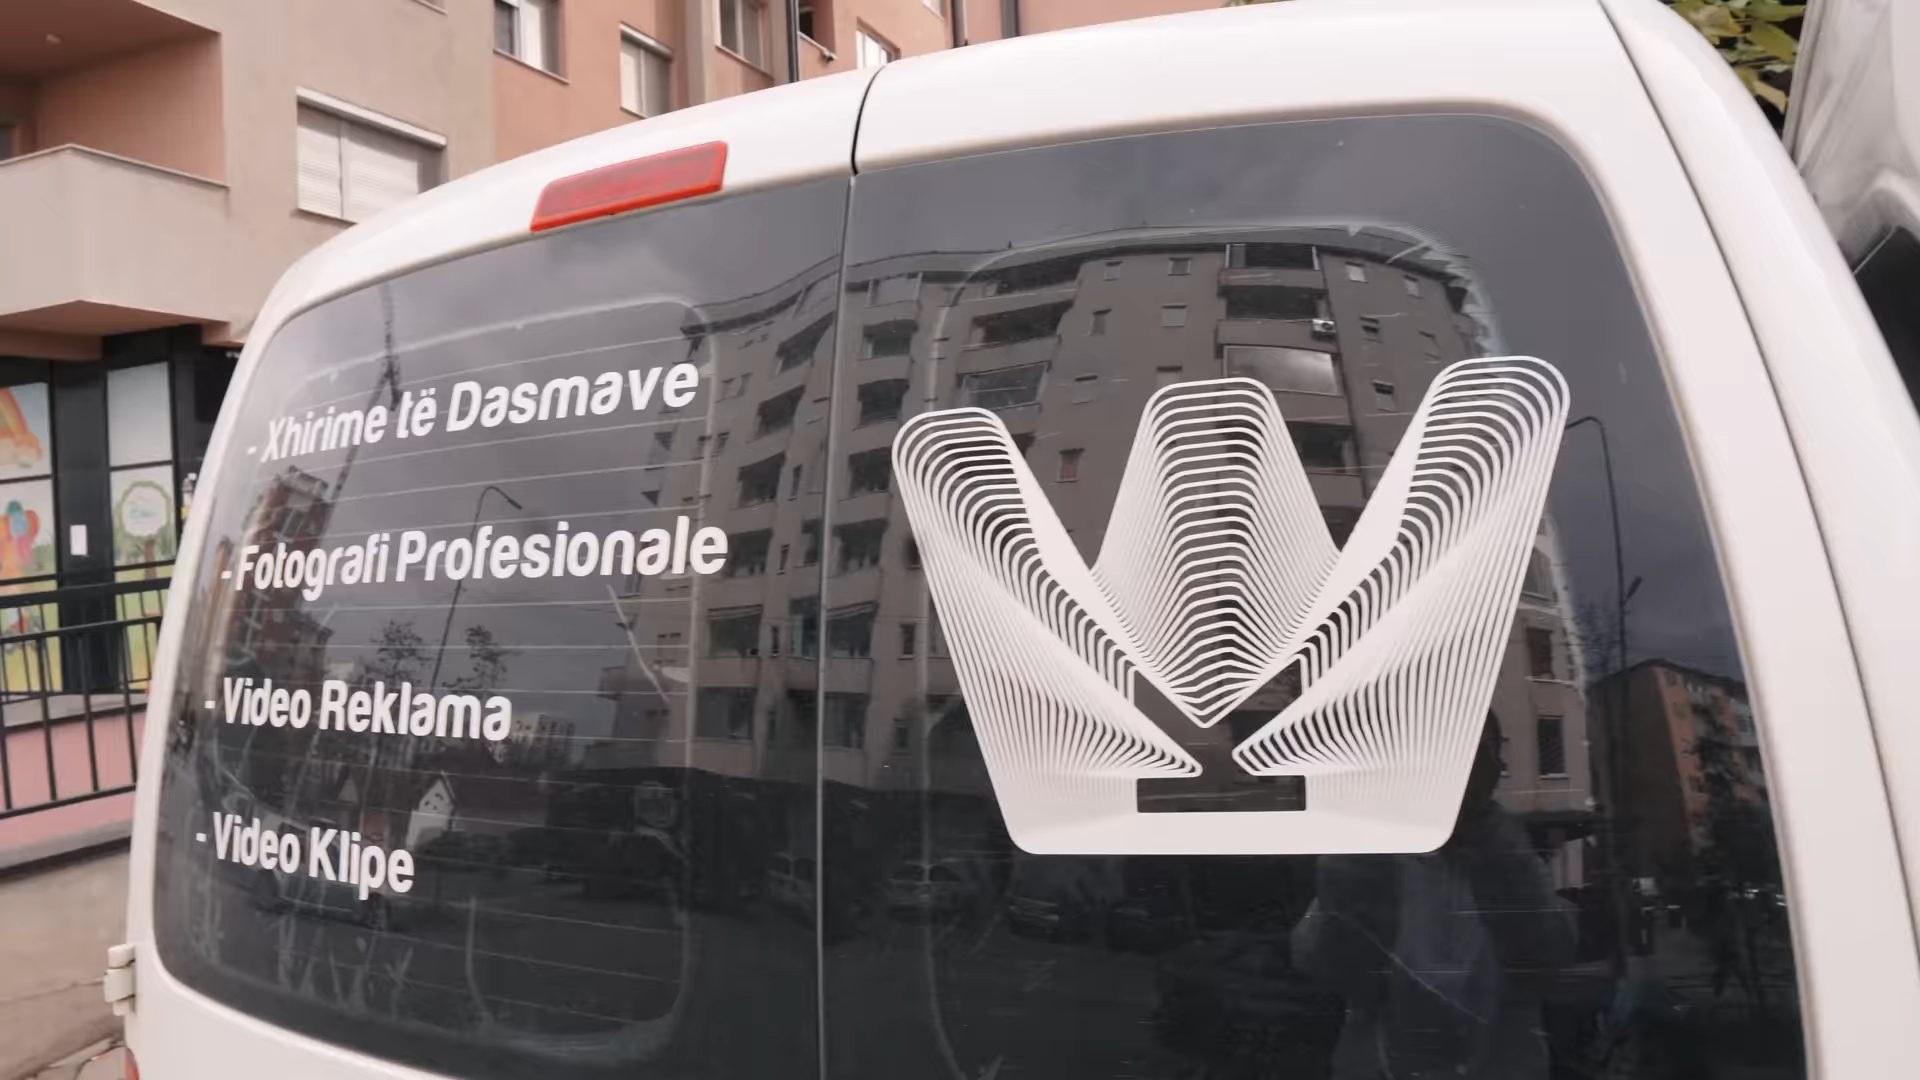 - Xhirime të Dasmave
- Fotografi Profesionale
- Video Reklama
- Video Klipe